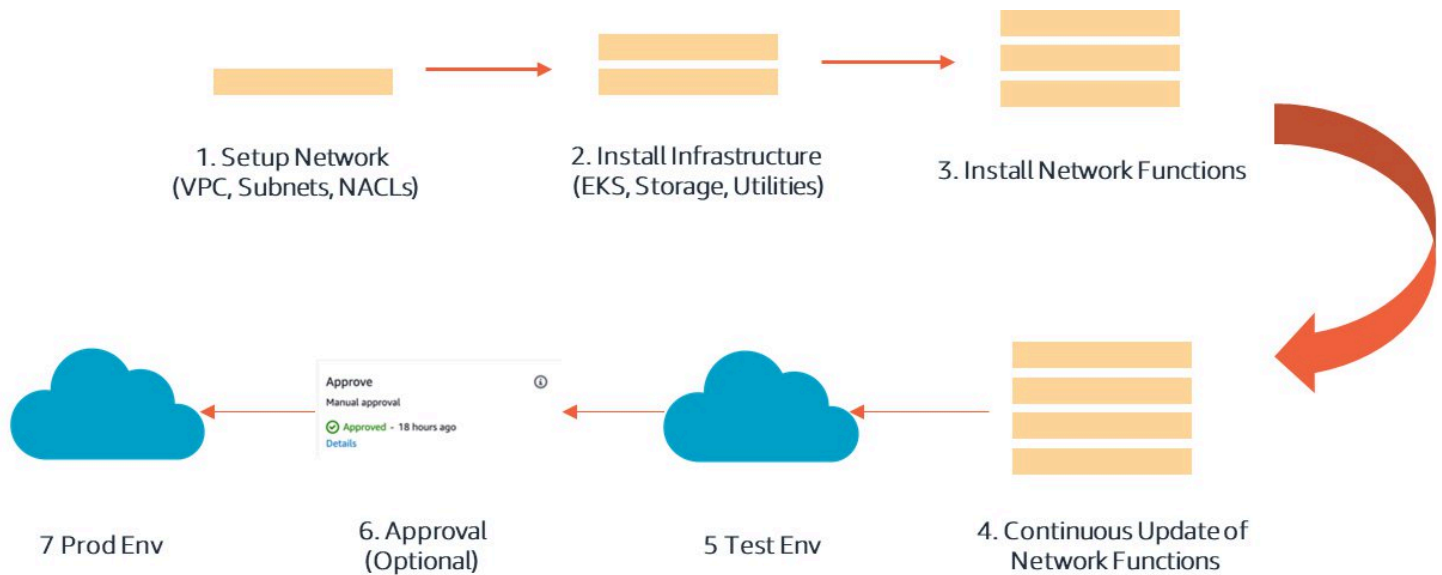 1. Setup Network
(VPC, Subnets, NACLs)
2. Install Infrastructure
(EKS, Storage, Utilities)
3. Install Network Functions
Approve
Manual approval
Approved - 18 hours ago
Details
7 Prod Env
6. Approval
(Optional)
5 Test Env
4. Continuous Update of
Network Functions